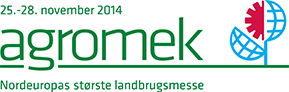 25.-28. november 2014
agromek
Nordeuropas største landbrugsmesse